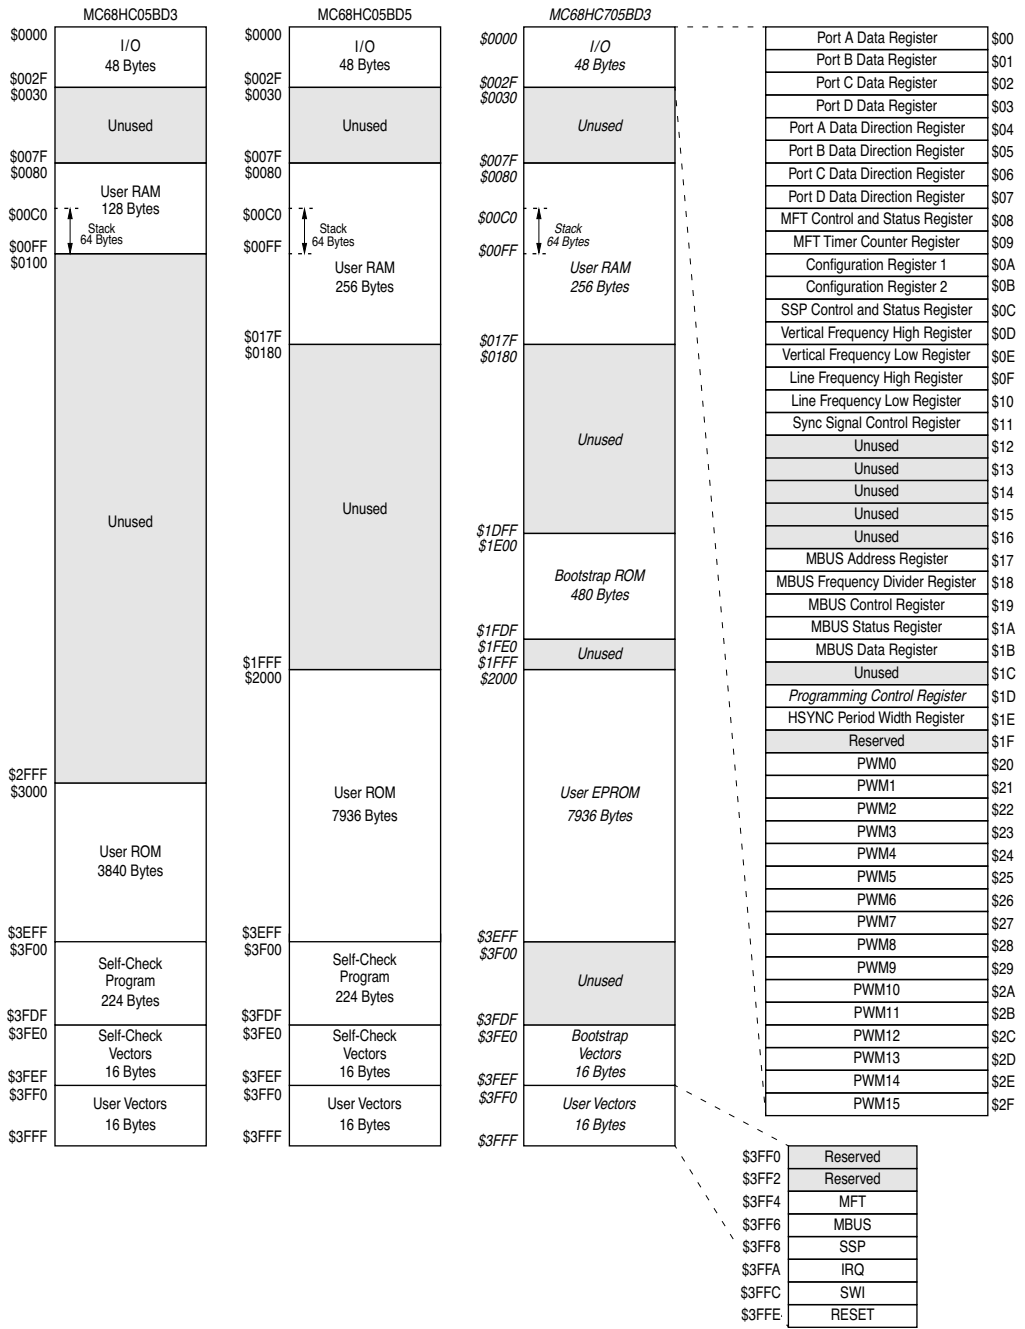 MC68HC05BD3
$0000
I/O
48 Bytes
$002F
$0030
Unused
$007F
$0080
User RAM
128 Bytes
$00C0
Stack
64 Bytes
$00FF
$0100
Unused
$2FFF
$3000
User ROM
3840 Bytes
$3EFF
$3F00
Self-Check
Program
224 Bytes
$3FDF
$3FE0
Self-Check
Vectors
16 Bytes
$3FEF
$3FF0
User Vectors
16 Bytes
$3FFF
MC68HC05BD5
$0000
I/O
48 Bytes
$002F
$0030
Unused
$007F
$0080
$00C0
Stack
64 Bytes
$00FF
User RAM
256 Bytes
$017F
$0180
Unused
$1FFF
$2000
User ROM
7936 Bytes
$3EFF
$3F00
Self-Check
Program
224 Bytes
$3FDF
$3FE0
Self-Check
Vectors
16 Bytes
$3FEF
$3FF0
User Vectors
16 Bytes
$3FFF
MC68HC705BD3
$0000
I/O
48 Bytes
$002F
$0030
Unused
$007F
$0080
$00C0
Stack
64 Bytes
$00FF
User RAM
256 Bytes
$017F
$0180
Unused
$1DFF
$1E00
Bootstrap ROM
480 Bytes
$1FDF
$1FE0
Unused
$1FFF
$2000
User EPROM
7936 Bytes
$3EFF
$3F00
Unused
$3FDF
$3FE0
Bootstrap
Vectors
16 Bytes
$3FEF
$3FF0
User Vectors
16 Bytes
$3FFF
Port A Data Register $00
Port B Data Register $01
Port C Data Register $02
Port D Data Register $03
Port A Data Direction Register $04
Port B Data Direction Register $05
Port C Data Direction Register $06
Port D Data Direction Register $07
MFT Control and Status Register $08
MFT Timer Counter Register $09
Configuration Register 1 $0A
Configuration Register 2 $0B
SSP Control and Status Register $0C
Vertical Frequency High Register $0D
Vertical Frequency Low Register $0E
Line Frequency High Register $0F
Line Frequency Low Register $10
Sync Signal Control Register $11
Unused $12
Unused $13
Unused $14
Unused $15
Unused $16
MBUS Address Register $17
MBUS Frequency Divider Register $18
MBUS Control Register $19
MBUS Status Register $1A
MBUS Data Register $1B
Unused $1C
Programming Control Register $1D
HSYNC Period Width Register $1E
Reserved $1F
PWM0 $20
PWM1 $21
PWM2 $22
PWM3 $23
PWM4 $24
PWM5 $25
PWM6 $26
PWM7 $27
PWM8 $28
PWM9 $29
PWM10 $2A
PWM11 $2B
PWM12 $2C
PWM13 $2D
PWM14 $2E
PWM15 $2F
$3FF0 Reserved
$3FF2 Reserved
$3FF4 MFT
$3FF6 MBUS
$3FF8 SSP
$3FFA IRQ
$3FFC SWI
$3FFE RESET